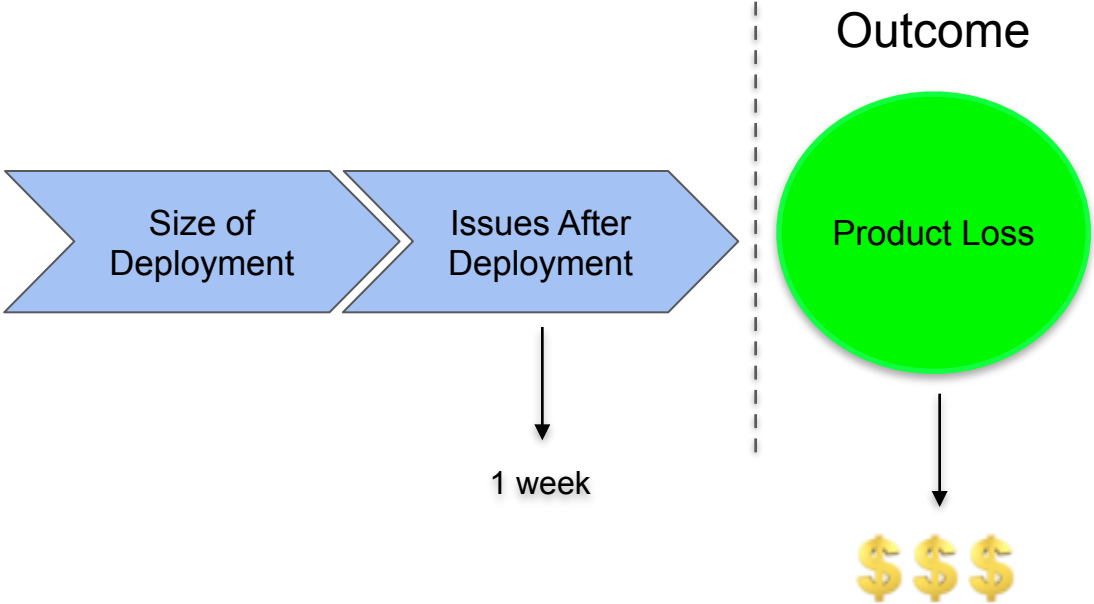 Outcome
Size of
Deployment
Issues After
Deployment
Product Loss
1 week
$$$